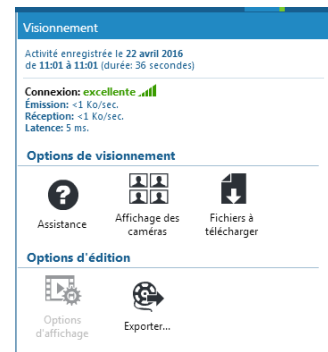 Visionnement
Activité enregistrée le 22 avril 2016
de 11:01 à 11:01 (durée: 36 secondes)
Connexion: excellente
Émission: <1 Ko/sec.
Réception: <1 Ko/sec.
Latence: 5 ms.
Options de visionnement
Assistance
Affichage des
caméras
Fichiers à
télécharger
Options d'édition
Options
d'affichage
Exporter...